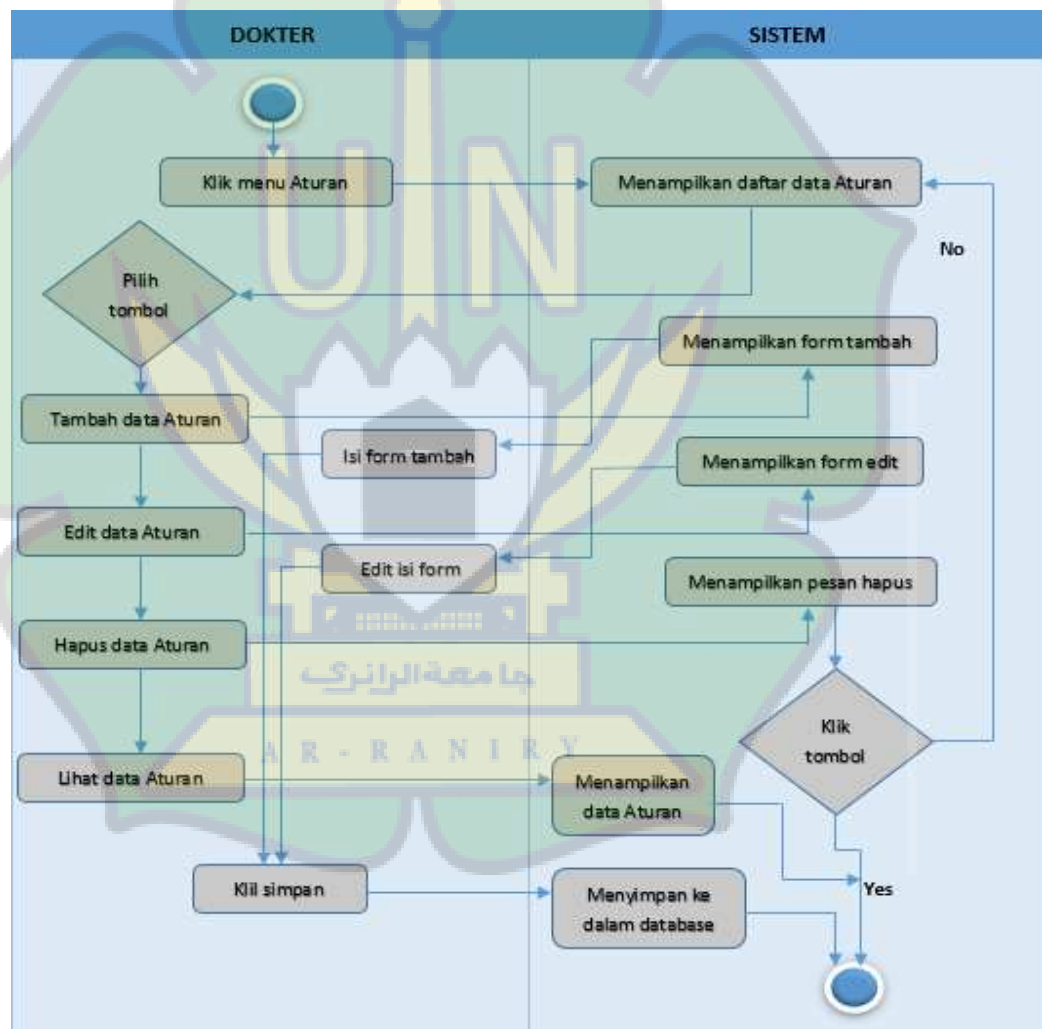 DOKTER
SISTEM
Klik menu Aturan
Menampilkan daftar data Aturan
No
Pilih
tombol
Menampilkan form tambah
Tambah data Aturan
Isi form tambah
Menampilkan form edit
Edit data Aturan
Edit isi form
Menampilkan pesan hapus
Hapus data Aturan
جامعة الرانرك
Klik
tombol
AR-RANIRY
Lihat data Aturan
Menampilkan
data Aturan
Klil simpan
Yes
Menyimpan ke
dalam database
UIN